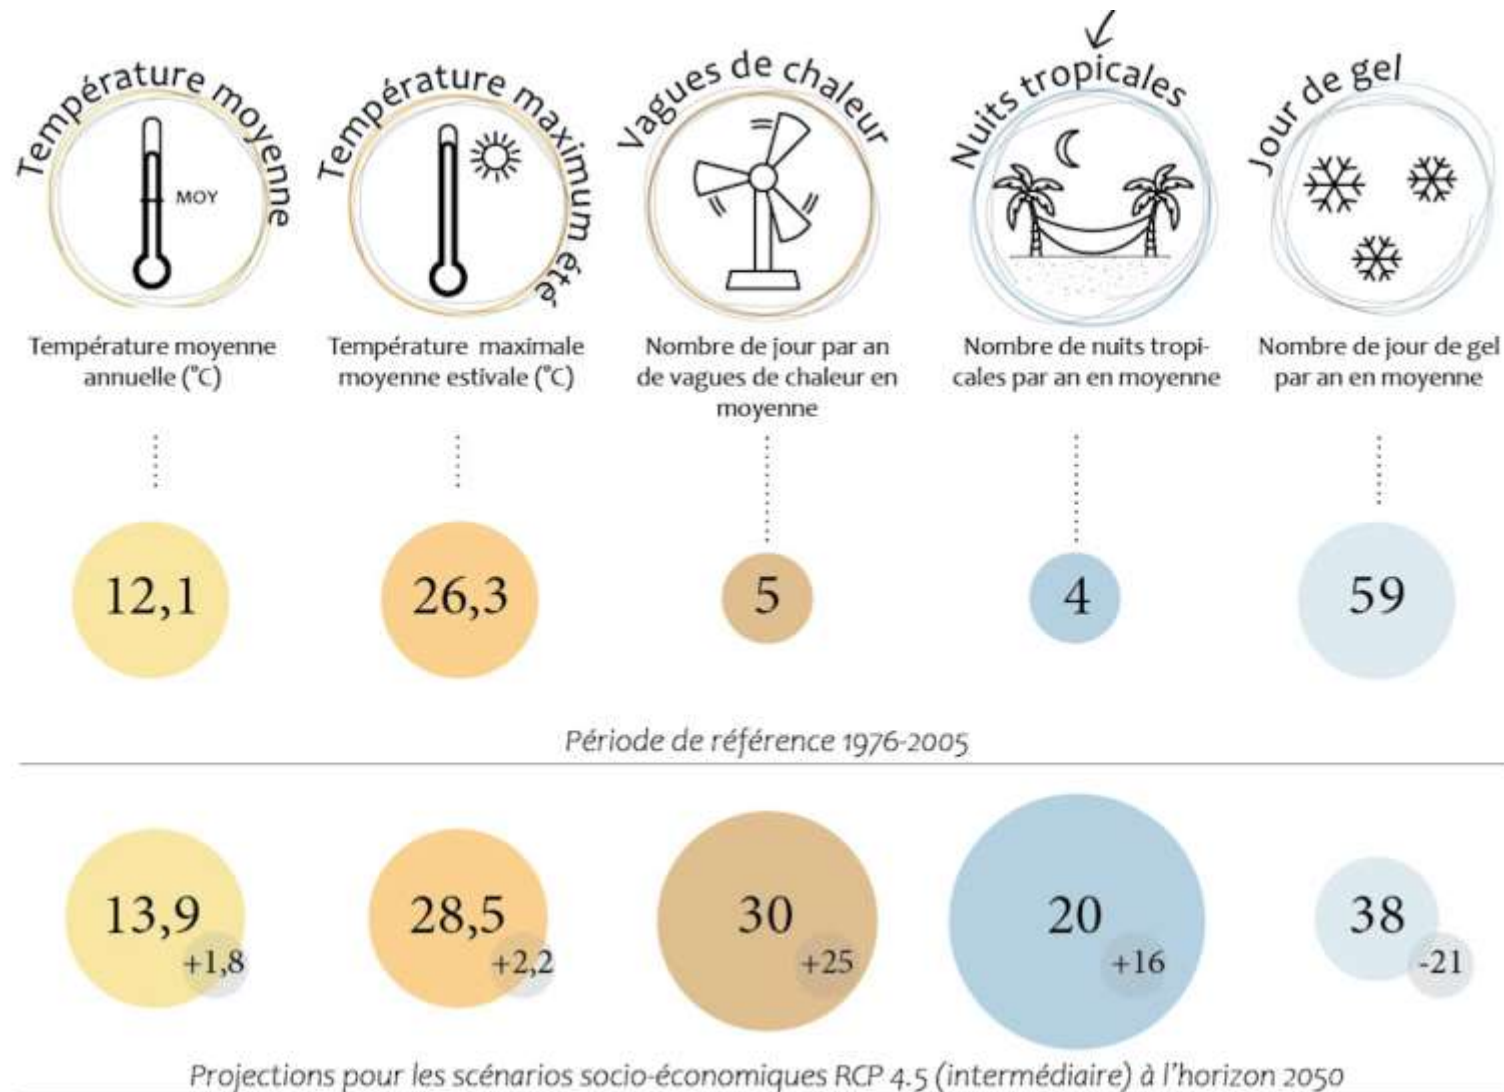 Température moyenne
Température maximum été
Vagues de chaleur
Nuits tropicales
Jour de gel
MOY
Température moyenne
annuelle (°C)
Température maximale
moyenne estivale (°C)
Nombre de jour par an
de vagues de chaleur en
moyenne
Nombre de nuits tropi-
cales par an en moyenne
Nombre de jour de gel
par an en moyenne
12,1
26,3
5
4
59
Période de référence 1976-2005
13,9
+1,8
28,5
+2,2
30
+25
20
+16
38
-21
Projections pour les scénarios socio-économiques RCP 4.5 (intermédiaire) à l'horizon 2050